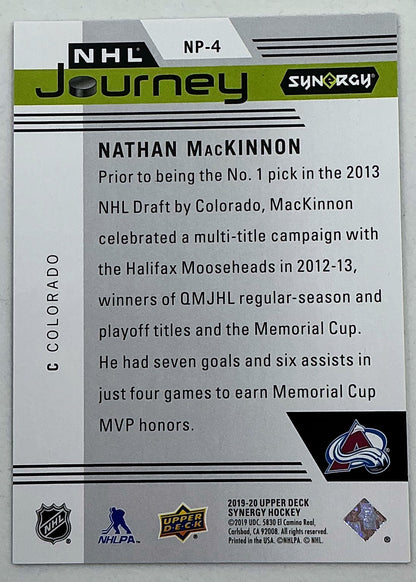 NP-4
NHL®
Journey
SYNERGY®
NATHAN MacKINNON
Prior to being the No. 1 pick in the 2013
NHL Draft by Colorado, MacKinnon
celebrated a multi-title campaign with
the Halifax Mooseheads in 2012-13,
winners of QMJHL regular-season and
playoff titles and the Memorial Cup.
He had seven goals and six assists in
just four games to earn Memorial Cup
MVP honors.
C COLORADO
NHL
NHLPA
UPPER
DECK
2019-20 UPPER DECK
SYNERGY HOCKEY
©2019 UDC. 5830 El Camino Real,
Carlsbad, CA 92008. All rights reserved.
Printed in the USA. ©NHLPA. © NHL.
®